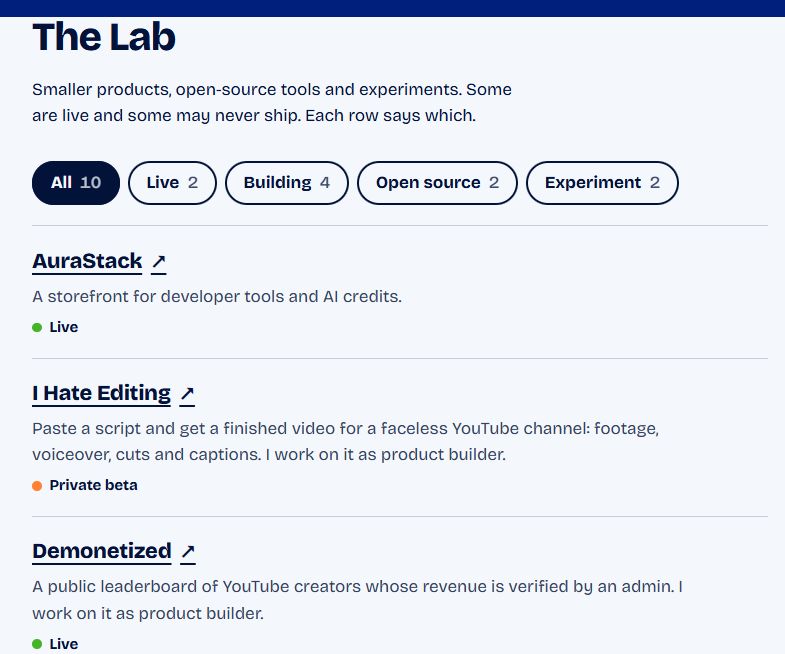 The Lab
Smaller products, open-source tools and experiments. Some
are live and some may never ship. Each row says which.
All 10 Live 2 Building 4 Open source 2 Experiment 2
AuraStack ↗
A storefront for developer tools and AI credits.
Live
I Hate Editing ↗
Paste a script and get a finished video for a faceless YouTube channel: footage,
voiceover, cuts and captions. I work on it as product builder.
Private beta
Demonetized ↗
A public leaderboard of YouTube creators whose revenue is verified by an admin. I
work on it as product builder.
Live